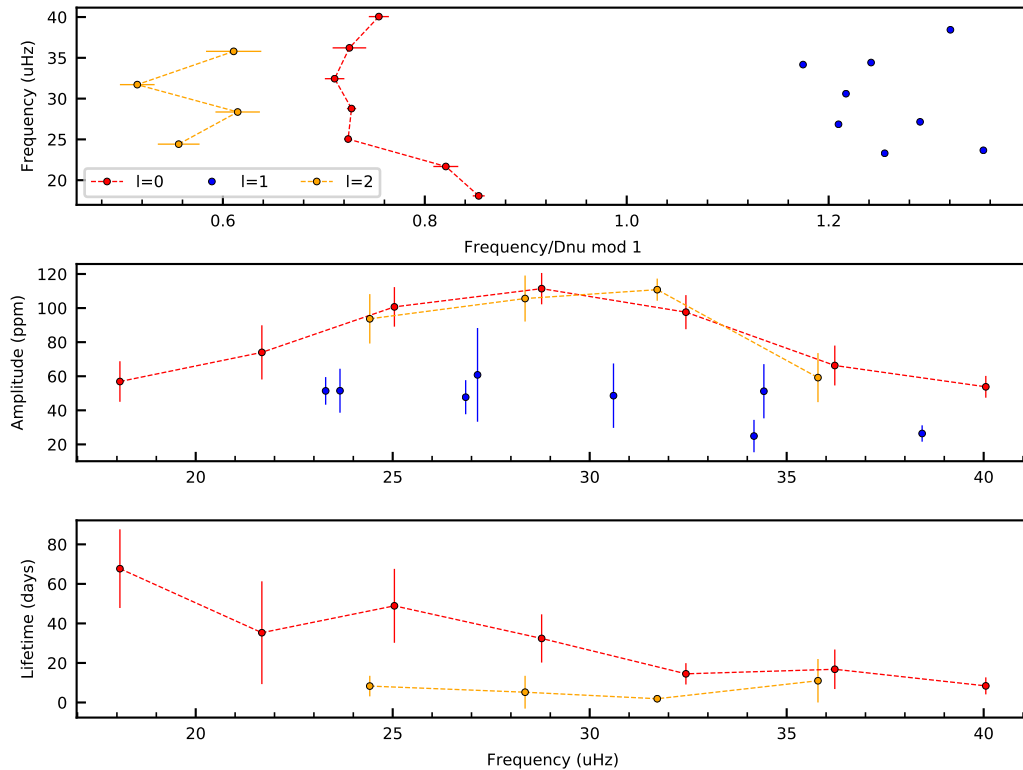 40
35
30
25
20
Frequency (uHz)
l=0 l=1 l=2
0.6 0.8 1.0 1.2
Frequency/Dnu mod 1
120
100
80
60
40
20
Amplitude (ppm)
20 25 30 35 40
80
60
40
20
0
Lifetime (days)
20 25 30 35 40
Frequency (uHz)